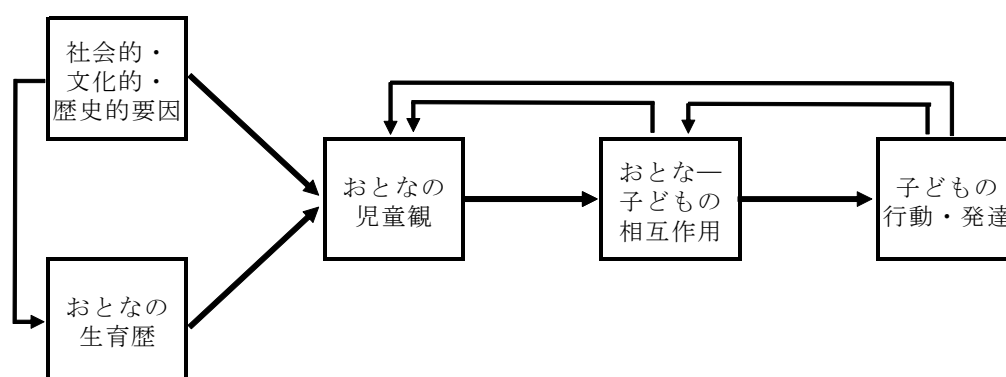 社会的・
文化的・
歴史的要因
おとなの
児童観
おとな―
子どもの
相互作用
子どもの
行動・発達
おとなの
生育歴